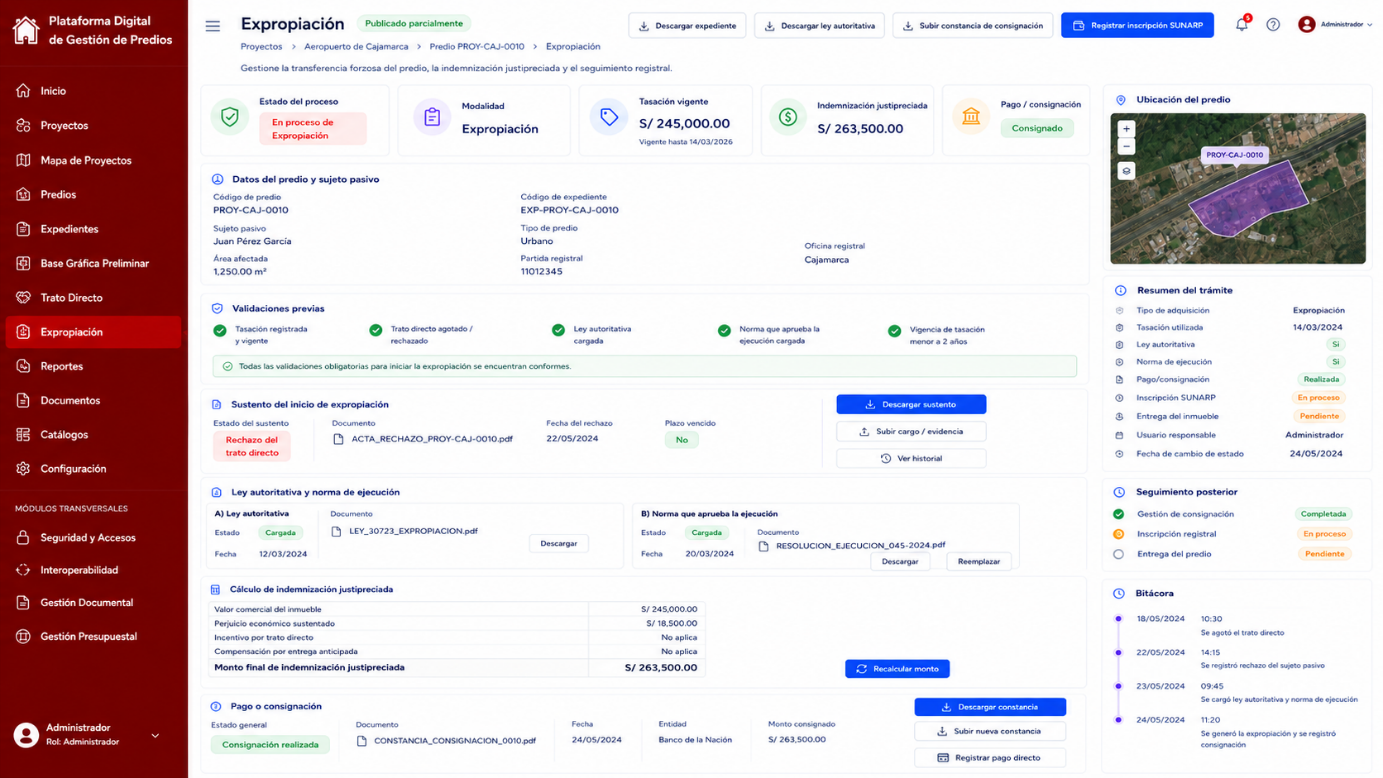 Plataforma Digital
de Gestión de Predios
Inicio
Proyectos
Mapa de Proyectos
Predios
Expedientes
Base Gráfica Preliminar
Trato Directo
Expropiación
Reportes
Documentos
Catálogos
Configuración
MÓDULOS TRANSVERSALES
Seguridad y Accesos
Interoperabilidad
Gestión Documental
Gestión Presupuestal
Administrador
Rol: Administrador
Expropiación
Publicado parcialmente
Descargar expediente
Descargar ley autoritativa
Subir constancia de consignación
Registrar inscripción SUNARP
5
Administrador
Proyectos > Aeropuerto de Cajamarca > Predio PROY-CAJ-0010 > Expropiación
Gestione la transferencia forzosa del predio, la indemnización justipreciada y el seguimiento registral.
Estado del proceso
En proceso de
Expropiación
Modalidad
Expropiación
Tasación vigente
S/ 245,000.00
Vigente hasta 14/03/2026
Indemnización justipreciada
S/ 263,500.00
Pago / consignación
Consignado
Datos del predio y sujeto pasivo
Código de predio
PROY-CAJ-0010
Código de expediente
EXP-PROY-CAJ-0010
Sujeto pasivo
Juan Pérez García
Tipo de predio
Urbano
Oficina registral
Cajamarca
Área afectada
1,250.00 m²
Partida registral
11012345
Validaciones previas
Tasación registrada
y vigente
Trato directo agotado /
rechazado
Ley autoritativa
cargada
Norma que aprueba la
ejecución cargada
Vigencia de tasación
menor a 2 años
Todas las validaciones obligatorias para iniciar la expropiación se encuentran conformes.
Sustento del inicio de expropiación
Estado del sustento
Rechazo del
trato directo
Documento
ACTA_RECHAZO_PROY-CAJ-0010.pdf
Fecha del rechazo
22/05/2024
Plazo vencido
No
Descargar sustento
Subir cargo / evidencia
Ver historial
Ley autoritativa y norma de ejecución
A) Ley autoritativa
Estado Cargada
Fecha 12/03/2024
Documento
LEY_30723_EXPROPIACION.pdf
Descargar
B) Norma que aprueba la ejecución
Estado Cargada
Fecha 20/03/2024
Documento
RESOLUCION_EJECUCION_045-2024.pdf
Descargar
Reemplazar
Cálculo de indemnización justipreciada
Valor comercial del inmueble S/ 245,000.00
Perjuicio económico sustentado S/ 18,500.00
Incentivo por trato directo No aplica
Compensación por entrega anticipada No aplica
Monto final de indemnización justipreciada S/ 263,500.00
Recalcular monto
Pago o consignación
Estado general
Consignación realizada
Documento
CONSTANCIA_CONSIGNACION_0010.pdf
Fecha
24/05/2024
Entidad
Banco de la Nación
Monto consignado
S/ 263,500.00
Descargar constancia
Subir nueva constancia
Registrar pago directo
Ubicación del predio
+
−
PROY-CAJ-0010
Resumen del trámite
Tipo de adquisición Expropiación
Tasación utilizada 14/03/2024
Ley autoritativa Si
Norma de ejecución Si
Pago/consignación Realizada
Inscripción SUNARP En proceso
Entrega del inmueble Pendiente
Usuario responsable Administrador
Fecha de cambio de estado 24/05/2024
Seguimiento posterior
Gestión de consignación Completada
Inscripción registral En proceso
Entrega del predio Pendiente
Bitácora
18/05/2024 10:30
Se agotó el trato directo
22/05/2024 14:15
Se registró rechazo del sujeto pasivo
23/05/2024 09:45
Se cargó ley autoritativa y norma de ejecución
24/05/2024 11:20
Se generó la expropiación y se registró
consignación